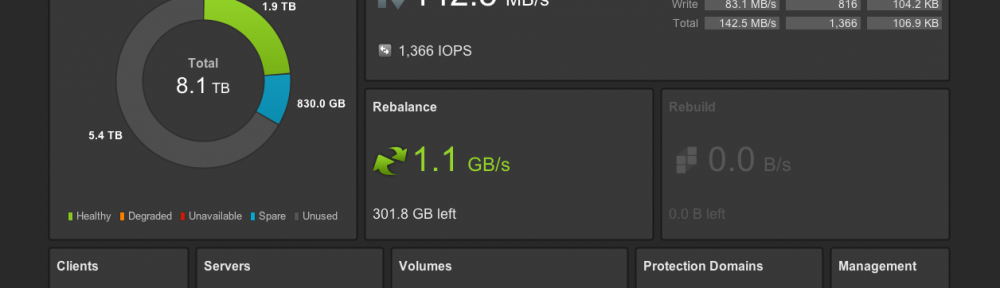 1.9 TB
Total
8.1 TB
830.0 GB
5.4 TB
Healthy Degraded Unavailable Spare Unused
142.5 MB/s
1,366 IOPS
Write 83.1 MB/s 816 104.2 KB
Total 142.5 MB/s 1,366 106.9 KB
Rebalance
1.1 GB/s
301.8 GB left
Rebuild
0.0 B/s
0.0 B left
Clients
Servers
Volumes
Protection Domains
Management